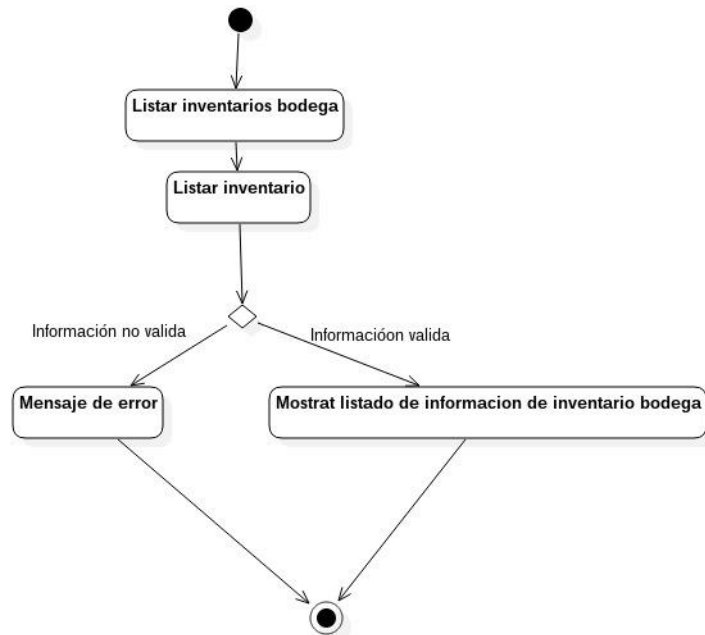 Listar inventarios bodega
Listar inventario
Información no valida
Informacióon valida
Mensaje de error
Mostrat listado de informacion de inventario bodega